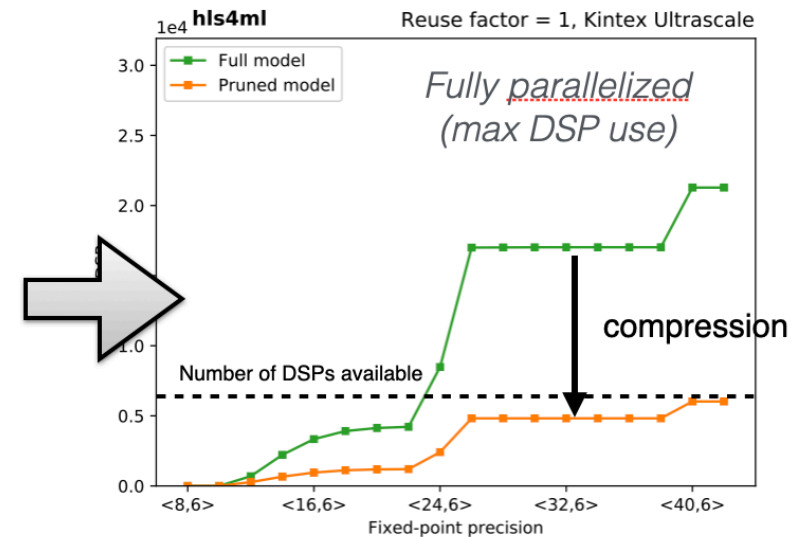 1e4 hls4ml Reuse factor = 1, Kintex Ultrascale
Full model
Pruned model
Fully parallelized
(max DSP use)
3.0
2.5
2.0
compression
1.0
Number of DSPs available
0.5
0.0
<8,6> <16,6> <24,6> <32,6> <40,6>
Fixed-point precision